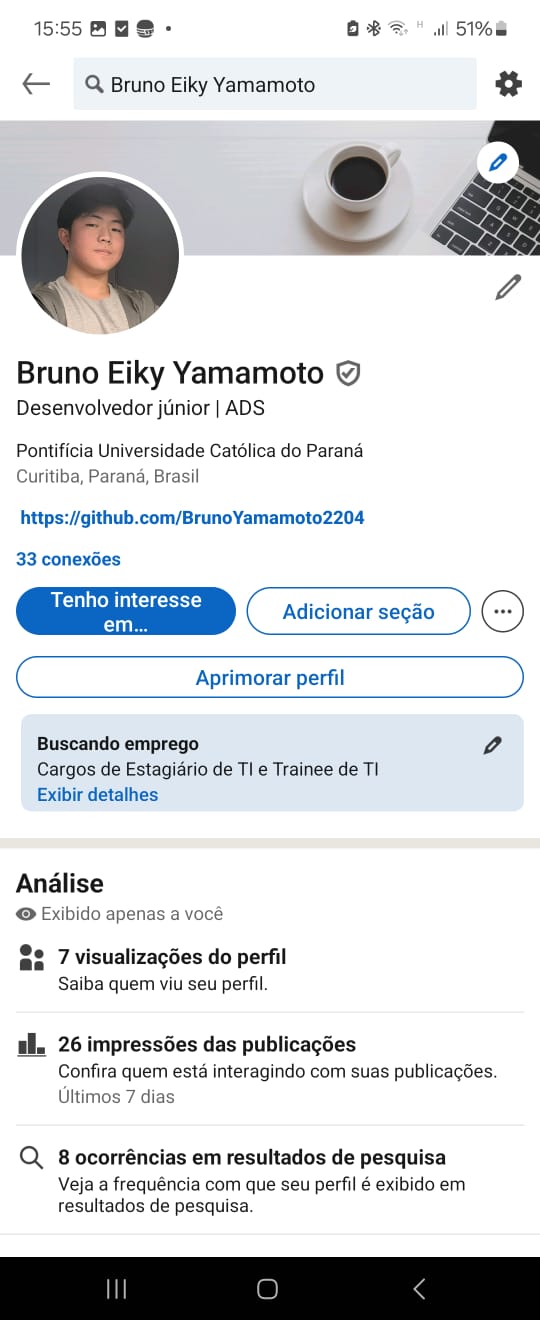 15:55
H
51%
Bruno Eiky Yamamoto
Bruno Eiky Yamamoto
Desenvolvedor júnior | ADS
Pontifícia Universidade Católica do Paraná
Curitiba, Paraná, Brasil
https://github.com/BrunoYamamoto2204
33 conexões
Tenho interesse
em...
Adicionar seção
Aprimorar perfil
Buscando emprego
Cargos de Estagiário de TI e Trainee de TI
Exibir detalhes
Análise
Exibido apenas a você
7 visualizações do perfil
Saiba quem viu seu perfil.
26 impressões das publicações
Confira quem está interagindo com suas publicações.
Últimos 7 dias
8 ocorrências em resultados de pesquisa
Veja a frequência com que seu perfil é exibido em
resultados de pesquisa.